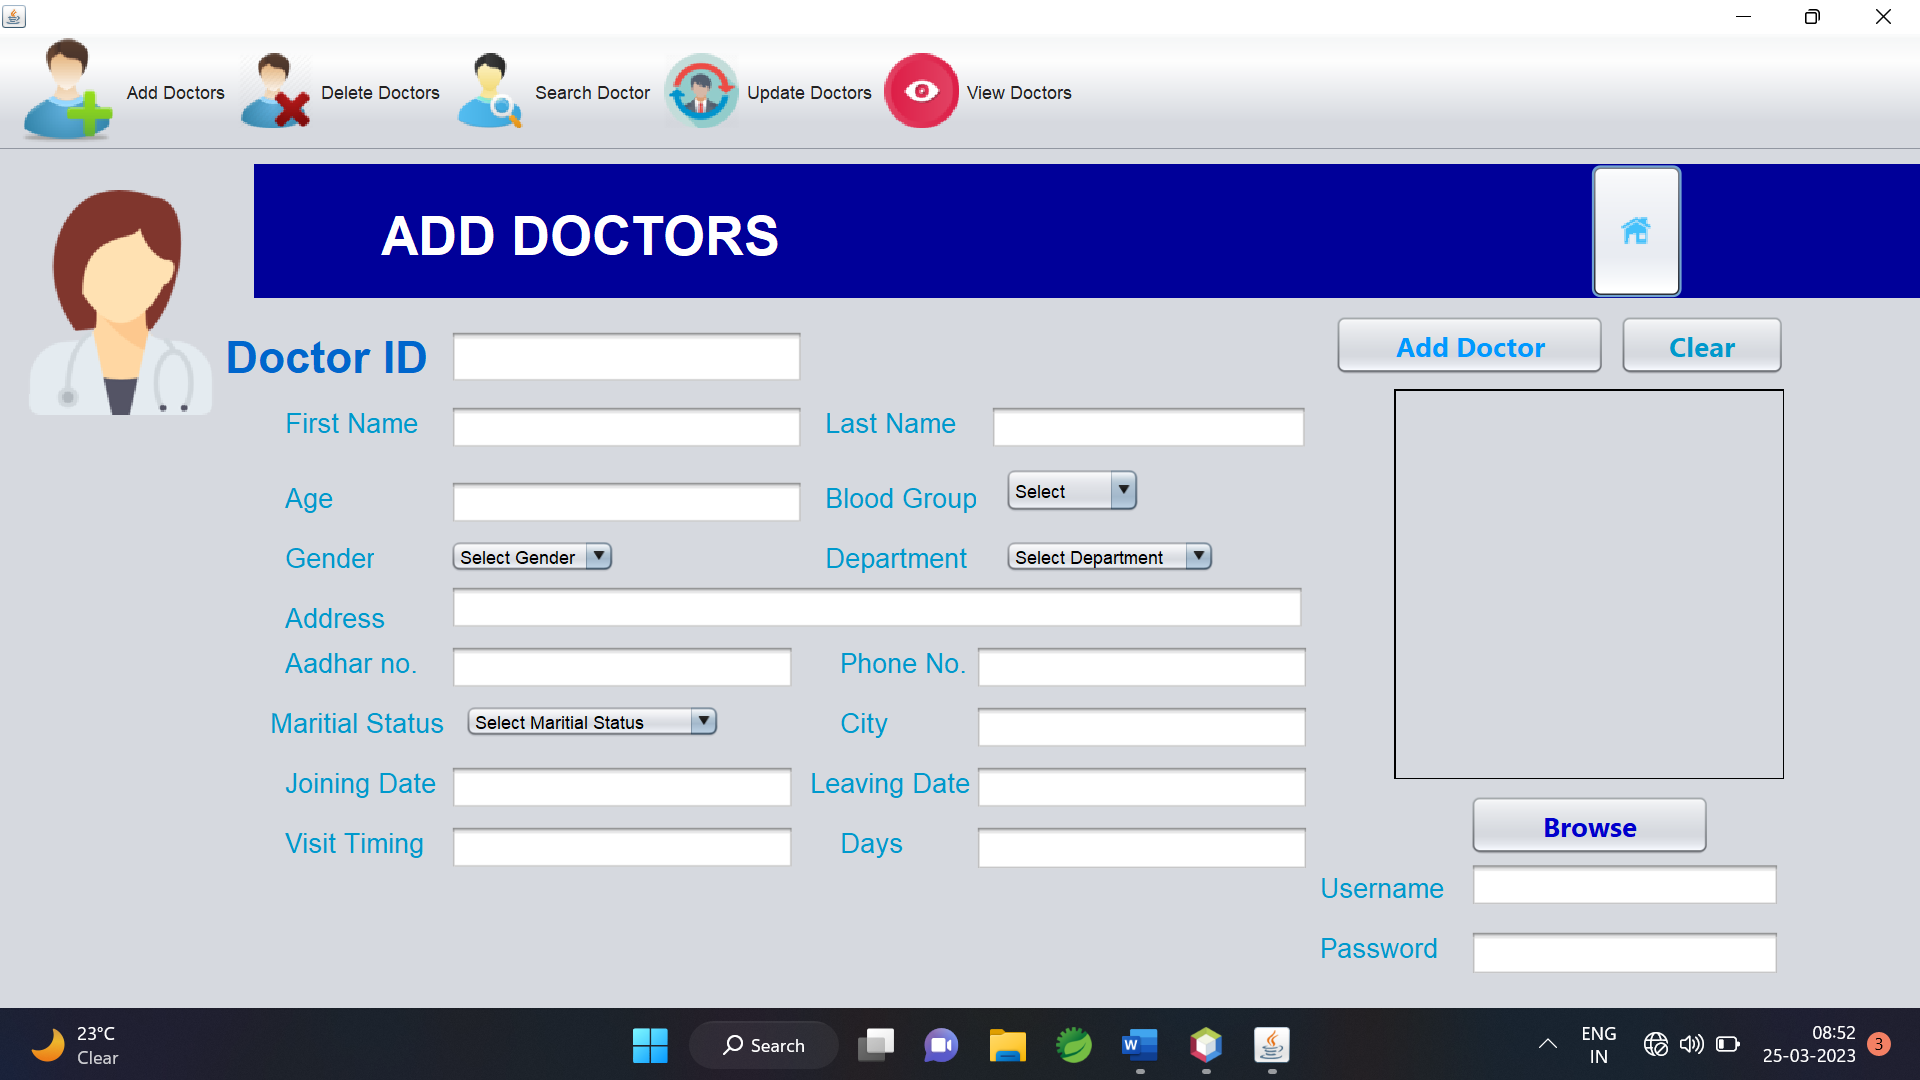 Add Doctors Delete Doctors Search Doctor Update Doctors View Doctors
ADD DOCTORS
Doctor ID Add Doctor Clear
First Name Last Name
Age Blood Group Select
Gender Select Gender Department Select Department
Address
Aadhar no. Phone No.
Maritial Status Select Maritial Status City
Joining Date Leaving Date
Browse
Visit Timing Days
Username
Password
23°C
Clear
Search
W
ENG
IN
08:52
25-03-2023
3